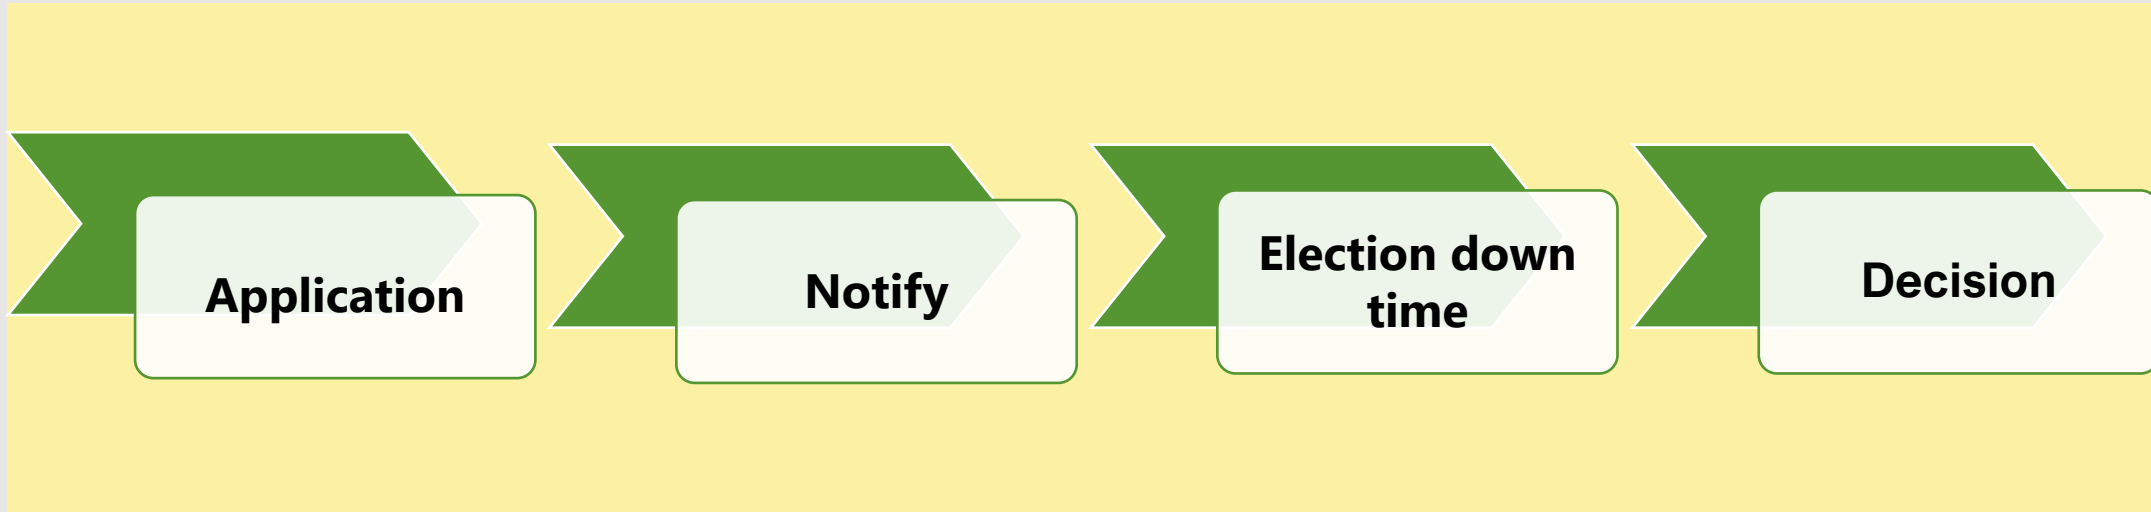 Application
Notify
Election down
time
Decision